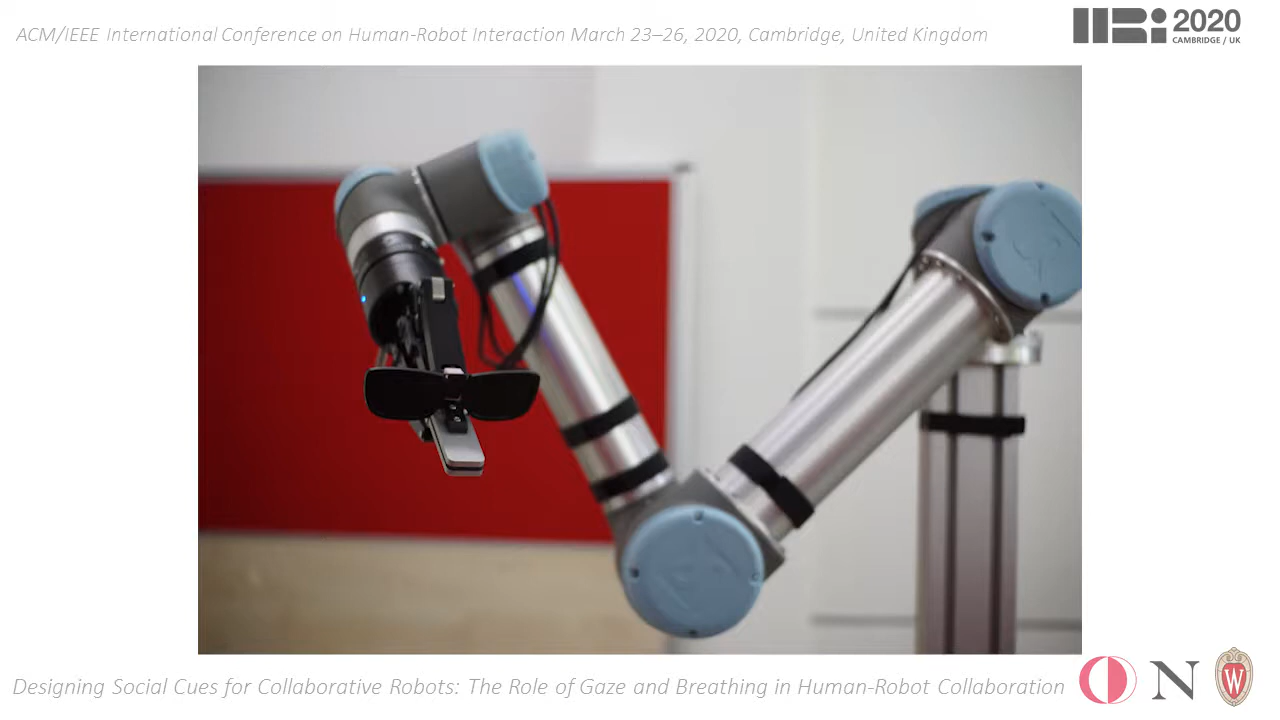 ACM/IEEE International Conference on Human-Robot Interaction March 23–26, 2020, Cambridge, United Kingdom
HRI 2020
CAMBRIDGE / UK
Designing Social Cues for Collaborative Robots: The Role of Gaze and Breathing in Human-Robot Collaboration
N
W